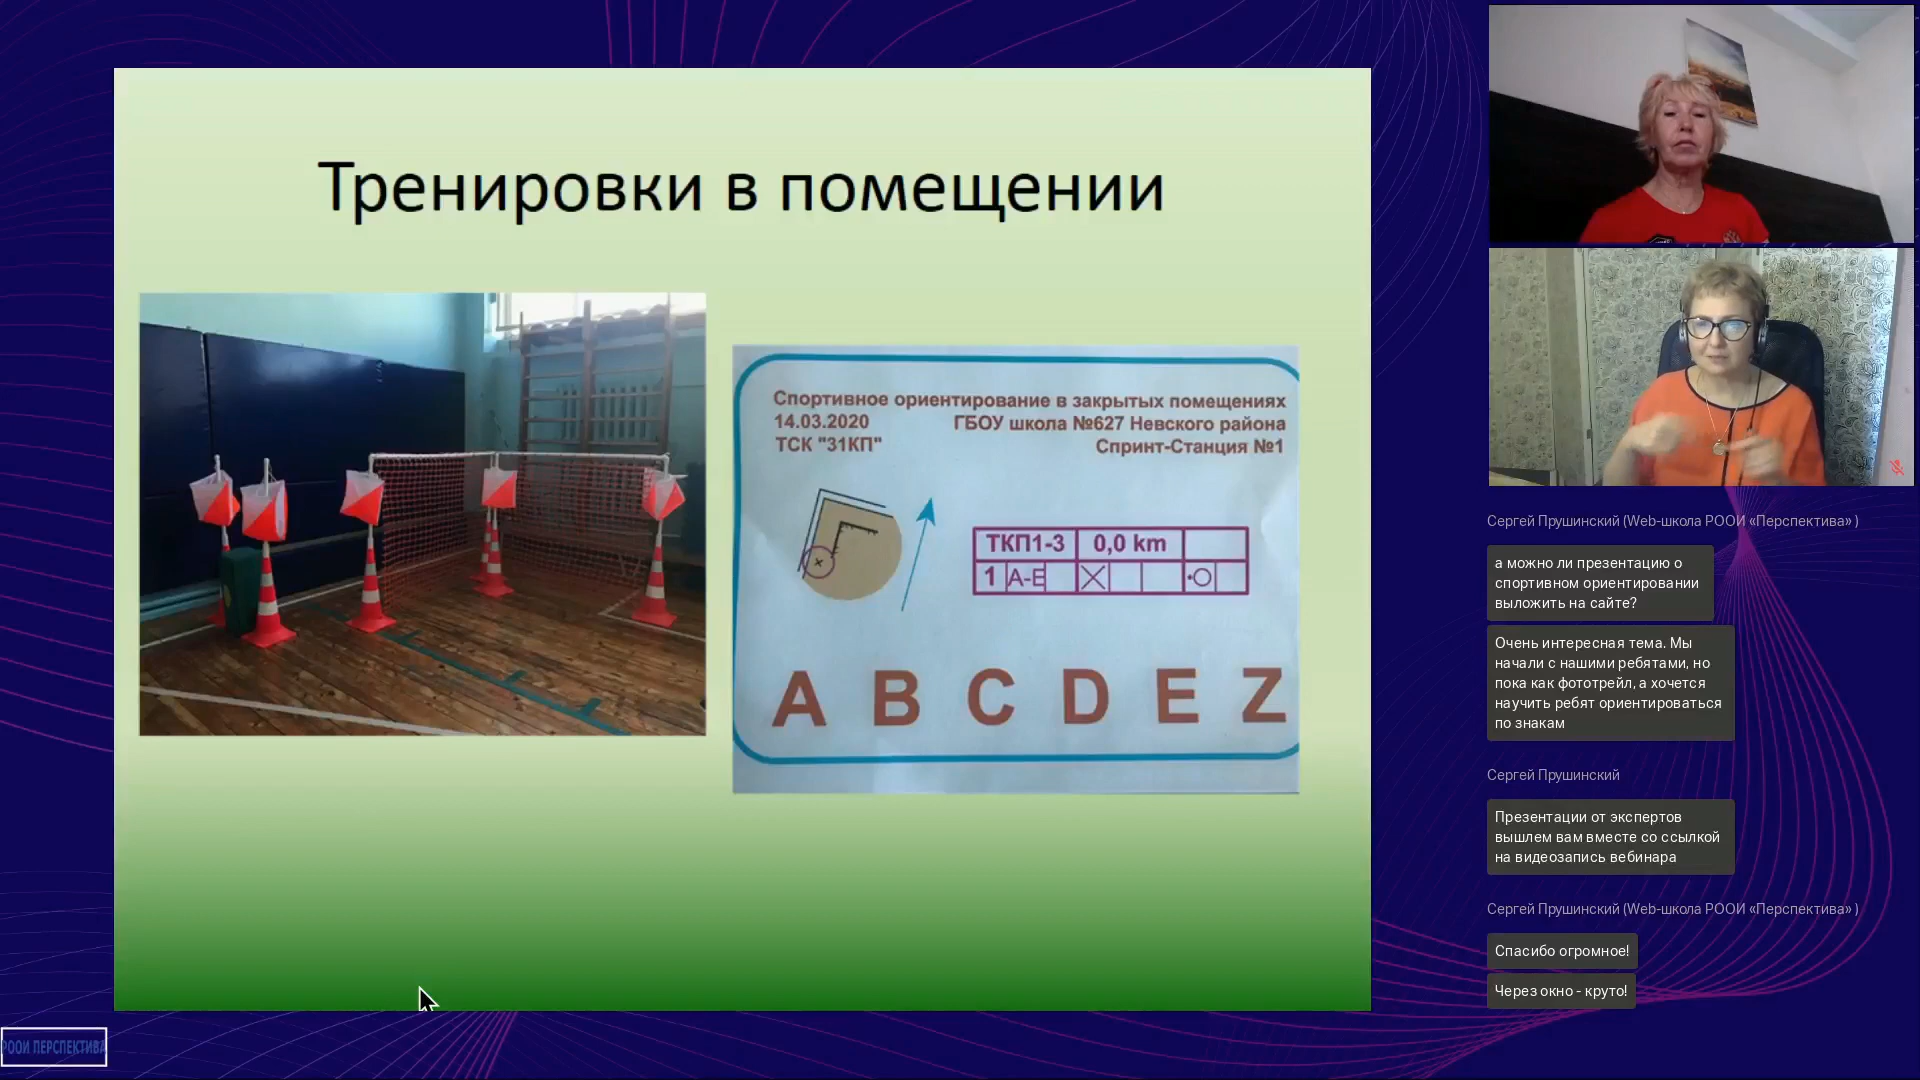 Тренировки в помещении
Спортивное ориентирование в закрытых помещениях
14.03.2020 ГБОУ школа №627 Невского района
ТСК "31КП" Спринт-Станция №1
ТКП1-3 0,0 km
1 A-E
A B C D E Z
Сергей Прушинский (Web-школа РООИ «Перспектива» )
а можно ли презентацию о
спортивном ориентировании
выложить на сайте?
Очень интересная тема. Мы
начали с нашими ребятами, но
пока как фототрейл, а хочется
научить ребят ориентироваться
по знакам
Сергей Прушинский
Презентации от экспертов
вышлем вам вместе со ссылкой
на видеозапись вебинара
Сергей Прушинский (Web-школа РООИ «Перспектива» )
Спасибо огромное!
Через окно - круто!
РООИ ПЕРСПЕКТИВА